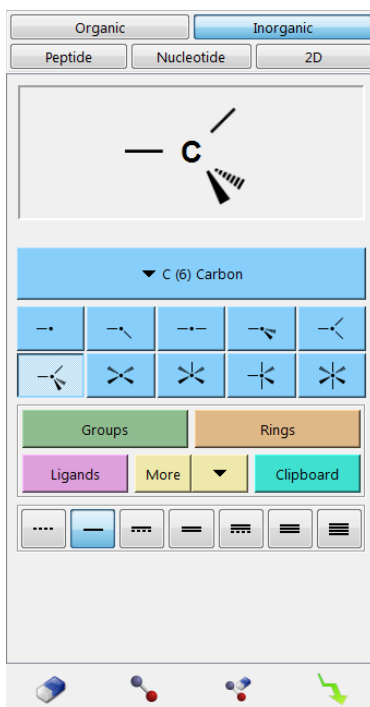 Organic Inorganic
Peptide Nucleotide 2D
C
C (6) Carbon
Groups Rings
Ligands More Clipboard